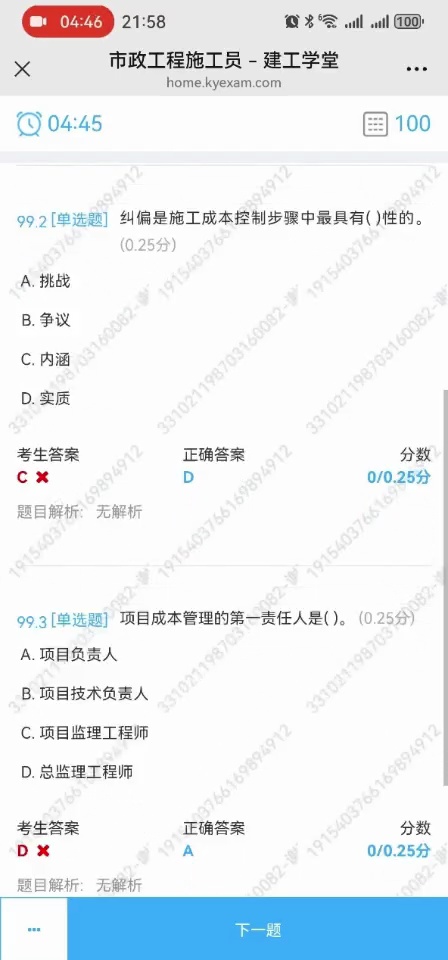 04:46 21:58 6 100
市政工程施工员 – 建工学堂
home.kyexam.com
04:45 100
99.2 [单选题] 纠偏是施工成本控制步骤中最具有( )性的。
(0.25分)
A. 挑战
B. 争议
C. 内涵
D. 实质
考生答案 正确答案 分数
C ✖ D 0/0.25分
题目解析: 无解析
99.3 [单选题] 项目成本管理的第一责任人是( )。 (0.25分)
A. 项目负责人
B. 项目技术负责人
C. 项目监理工程师
D. 总监理工程师
考生答案 正确答案 分数
D ✖ A 0/0.25分
题目解析: 无解析
··· 下一题